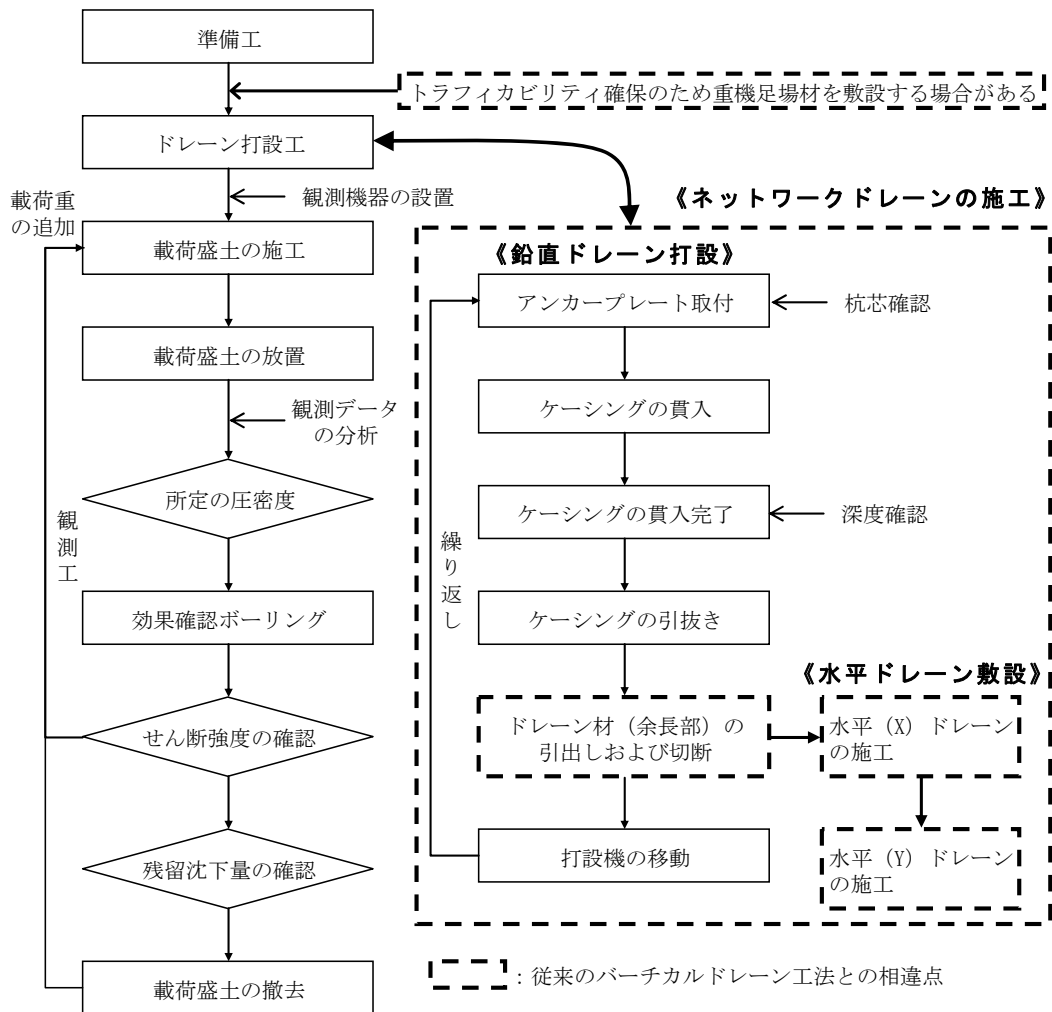 準備工
トラフィカビリティ確保のため重機足場材を敷設する場合がある
ドレーン打設工
観測機器の設置
載荷重
の追加
載荷盛土の施工
載荷盛土の放置
観測データ
の分析
所定の圧密度
観測工
効果確認ボーリング
せん断強度の確認
残留沈下量の確認
載荷盛土の撤去
《ネットワークドレーンの施工》
《鉛直ドレーン打設》
アンカープレート取付
杭芯確認
ケーシングの貫入
ケーシングの貫入完了
深度確認
繰り返し
ケーシングの引抜き
《水平ドレーン敷設》
ドレーン材（余長部）の
引出しおよび切断
水平（X）ドレーン
の施工
打設機の移動
水平（Y）ドレーン
の施工
：従来のバーチカルドレーン工法との相違点